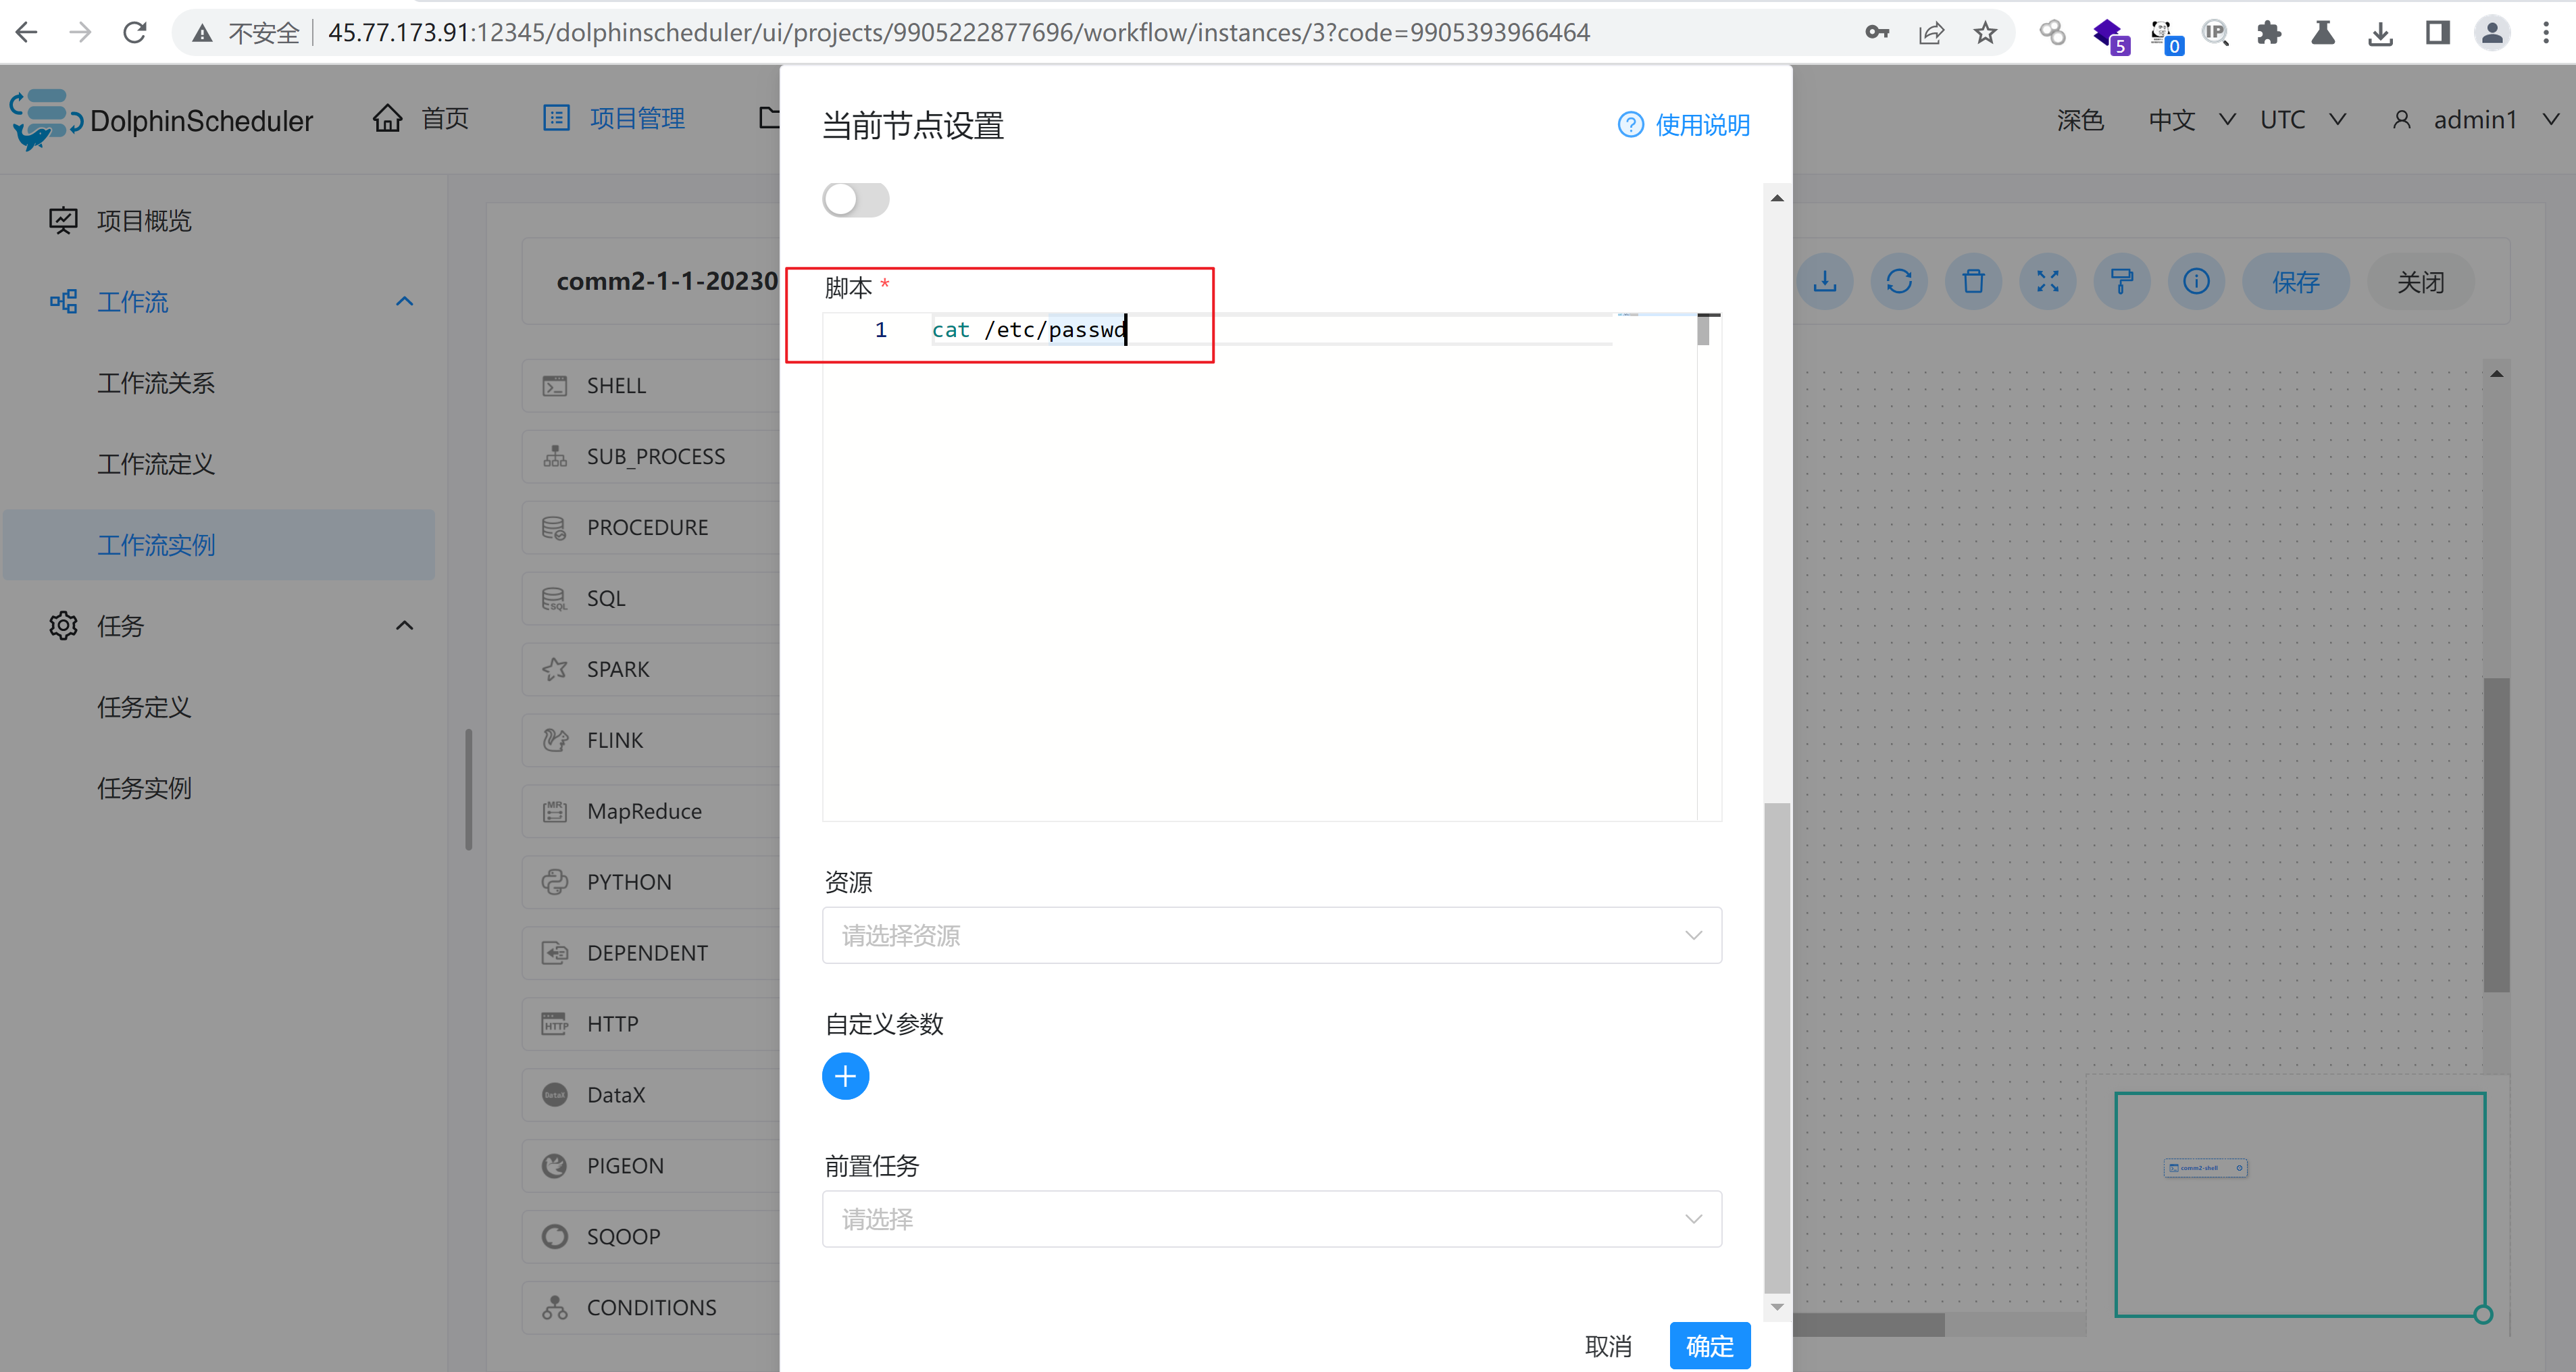 不安全 45.77.173.91:12345/dolphinscheduler/ui/projects/9905222877696/workflow/instances/3?code=9905393966464
5
0
IP
DolphinScheduler
首页
项目管理
深色
中文
UTC
admin1
当前节点设置
使用说明
项目概览
工作流
工作流关系
工作流定义
工作流实例
任务
任务定义
任务实例
comm2-1-1-20230
保存
关闭
SHELL
SUB_PROCESS
PROCEDURE
SQL
SPARK
FLINK
MapReduce
PYTHON
DEPENDENT
HTTP
DataX
PIGEON
SQOOP
CONDITIONS
脚本 *
1 cat /etc/passwd
资源
请选择资源
自定义参数
前置任务
请选择
取消
确定
comm2-shell